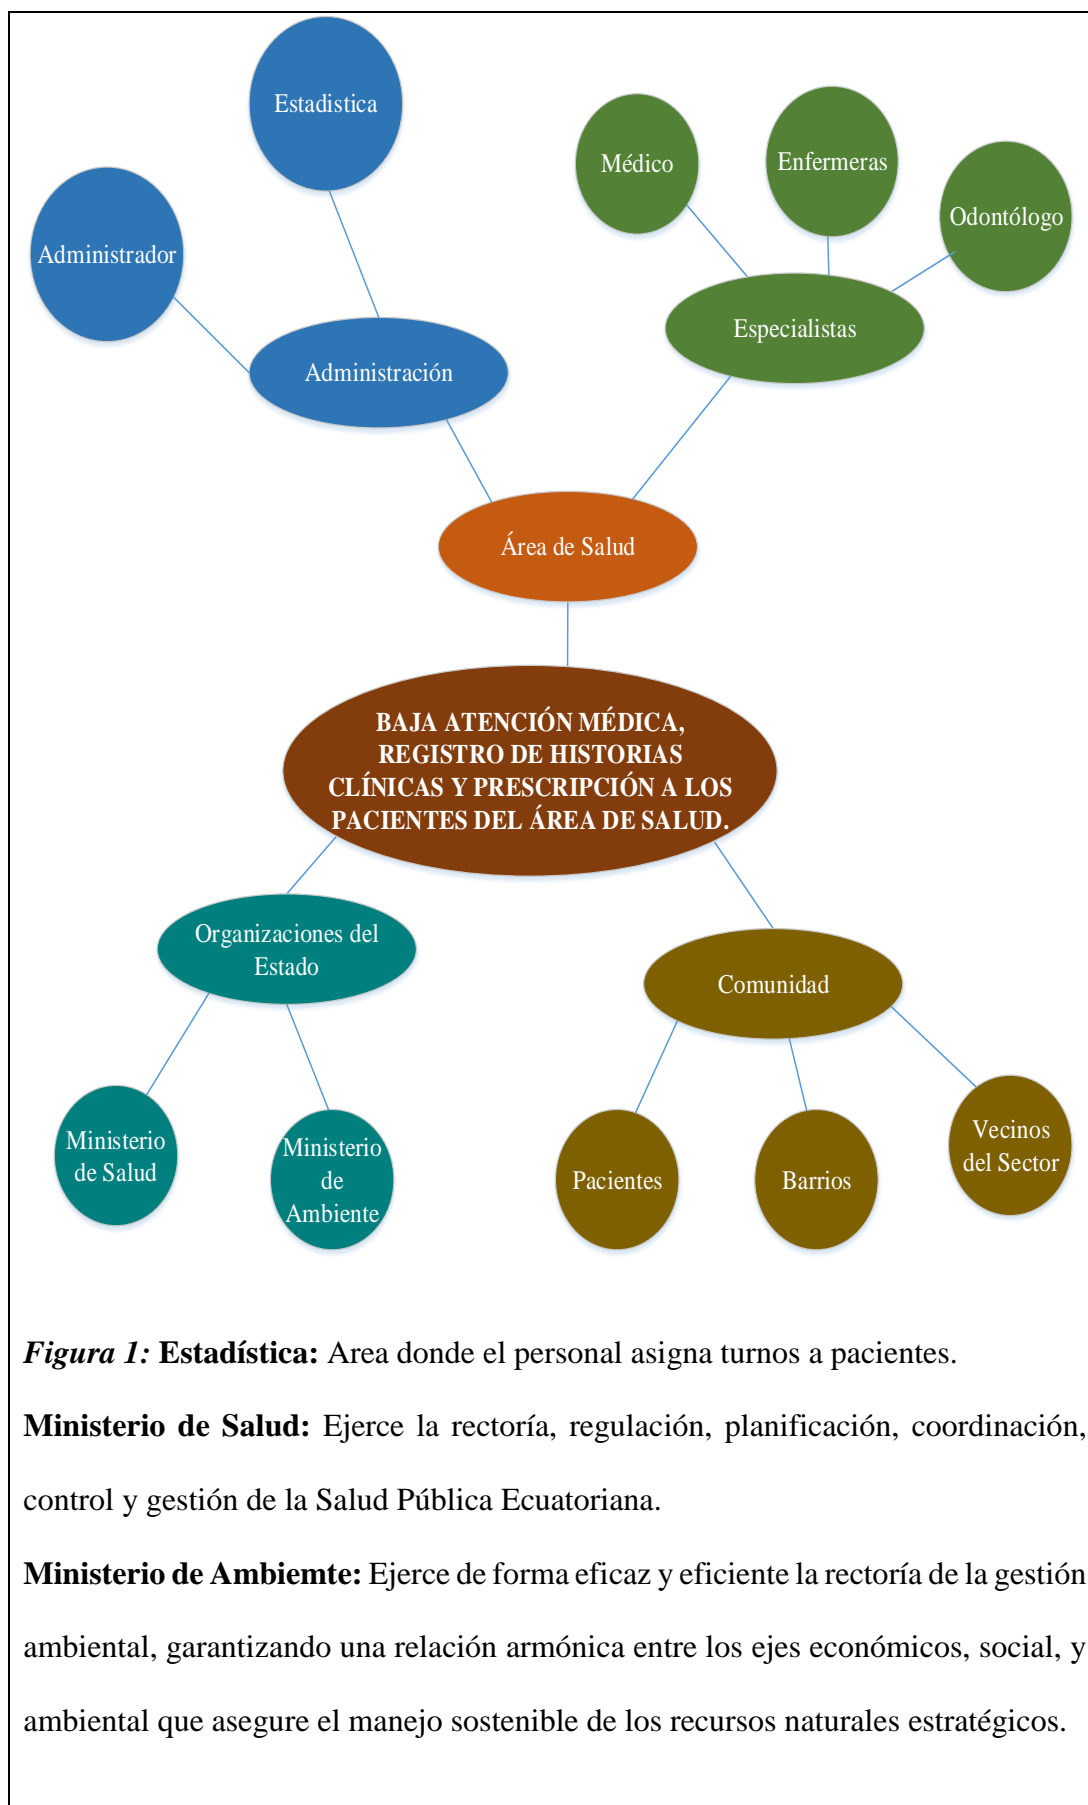 Estadistica
Médico
Enfermeras
Odontólogo
Administrador
Especialistas
Administración
Área de Salud
BAJA ATENCIÓN MÉDICA,
REGISTRO DE HISTORIAS
CLÍNICAS Y PRESCRIPCIÓN A LOS
PACIENTES DEL ÁREA DE SALUD.
Organizaciones del
Estado
Comunidad
Ministerio
de Salud
Ministerio
de
Ambiente
Pacientes
Barrios
Vecinos
del Sector
Figura 1: Estadística: Area donde el personal asigna turnos a pacientes.
Ministerio de Salud: Ejerce la rectoría, regulación, planificación, coordinación,
control y gestión de la Salud Pública Ecuatoriana.
Ministerio de Ambiemte: Ejerce de forma eficaz y eficiente la rectoría de la gestión
ambiental, garantizando una relación armónica entre los ejes económicos, social, y
ambiental que asegure el manejo sostenible de los recursos naturales estratégicos.